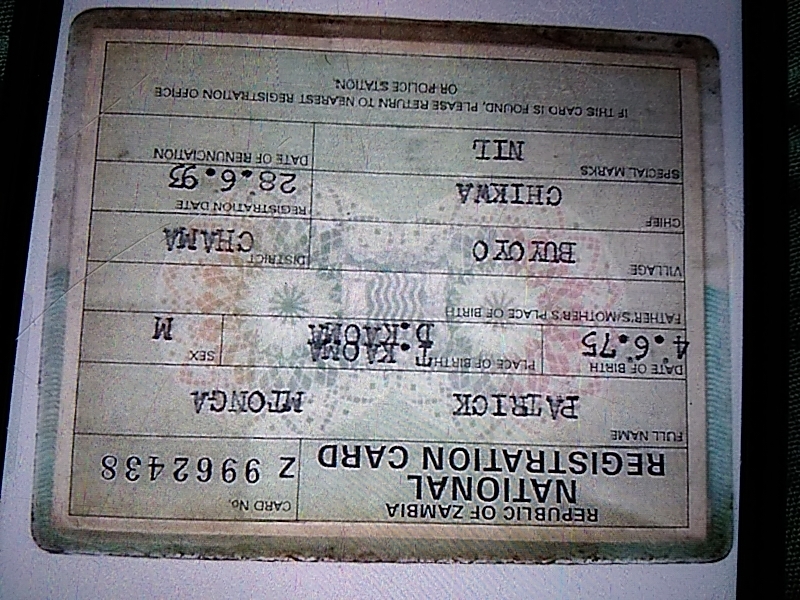 REPUBLIC OF ZAMBIA
NATIONAL
REGISTRATION CARD
CARD No.
Z 9962438
FULL NAME
PATRICK MTONGA
DATE OF BIRTH
4.6.75
PLACE OF BIRTH
KAOMA
SEX
M
FATHER'S/MOTHER'S PLACE OF BIRTH
D.KAOMA
VILLAGE
BUYOYO
DISTRICT
CHAMA
CHIEF
CHIKWA
REGISTRATION DATE
28.6.93
SPECIAL MARKS
NIL
DATE OF RENUNCIATION
IF THIS CARD IS FOUND, PLEASE RETURN TO NEAREST REGISTRATION OFFICE
OR POLICE STATION.